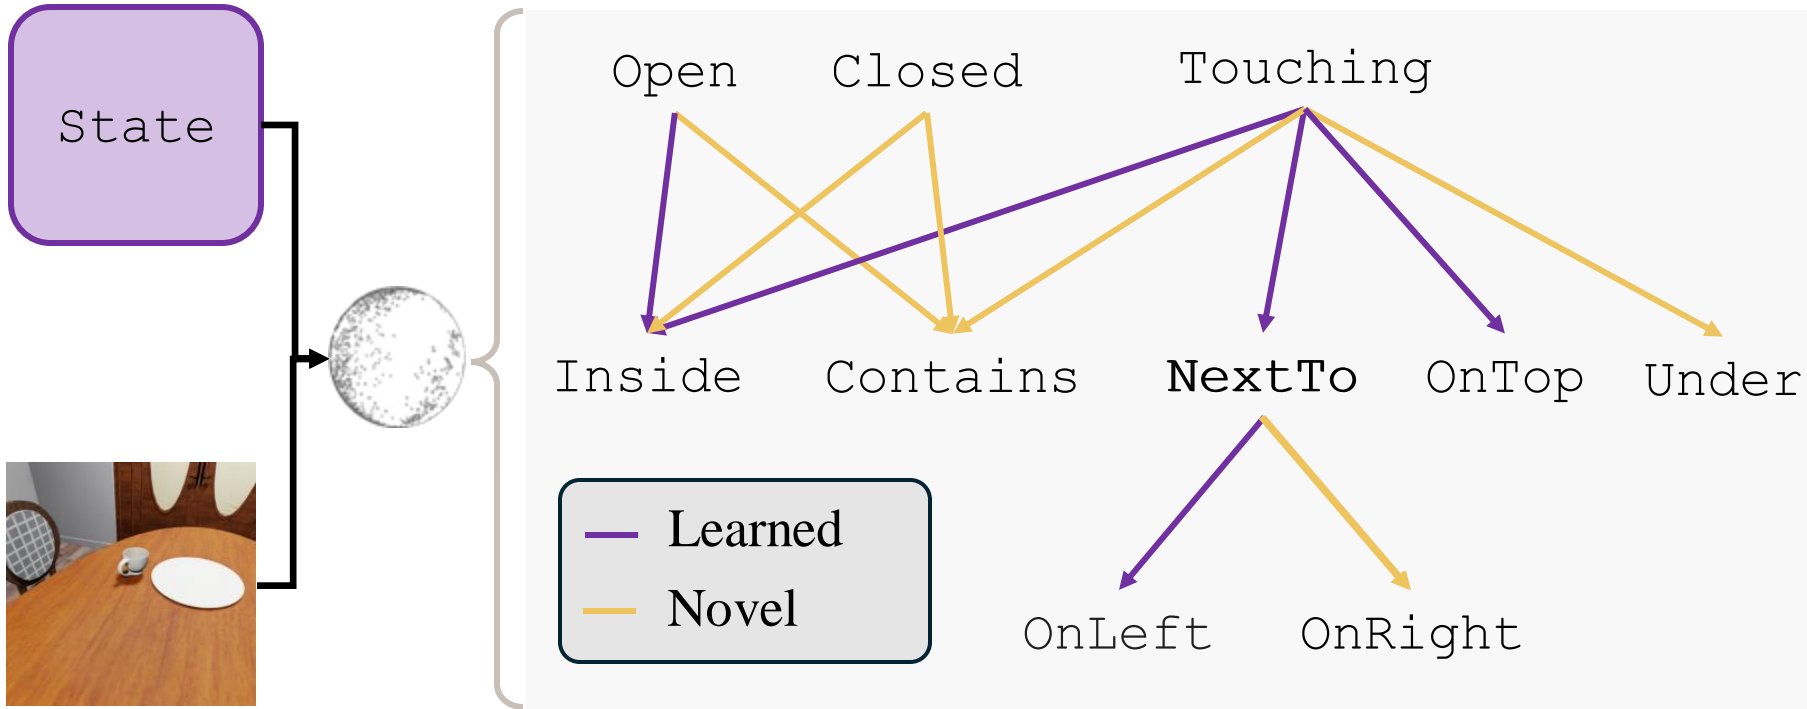 State
Open
Closed
Touching
Inside
Contains
NextTo
OnTop
Under
Learned
Novel
OnLeft
OnRight